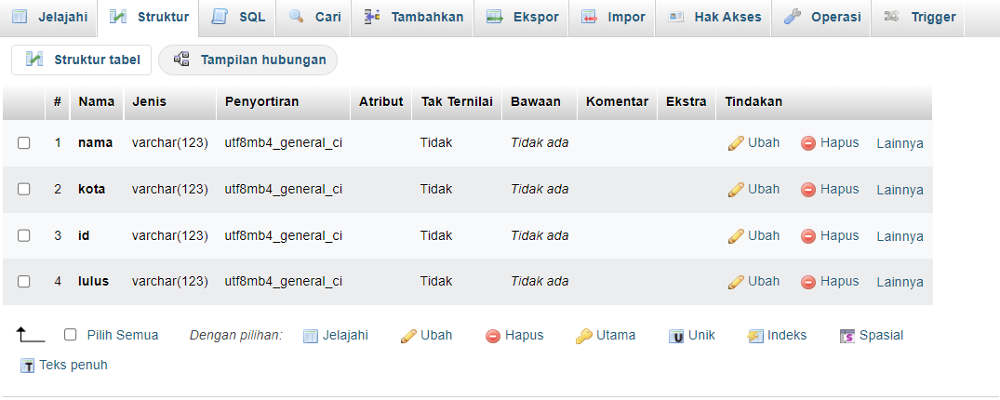 Jelajahi Struktur SQL Cari Tambahkan Ekspor Impor Hak Akses Operasi Trigger
Struktur tabel Tampilan hubungan
# Nama Jenis Penyortiran Atribut Tak Ternilai Bawaan Komentar Ekstra Tindakan
1 nama varchar(123) utf8mb4_general_ci Tidak Tidak ada Ubah Hapus Lainnya
2 kota varchar(123) utf8mb4_general_ci Tidak Tidak ada Ubah Hapus Lainnya
3 id varchar(123) utf8mb4_general_ci Tidak Tidak ada Ubah Hapus Lainnya
4 lulus varchar(123) utf8mb4_general_ci Tidak Tidak ada Ubah Hapus Lainnya
Pilih Semua Dengan pilihan: Jelajahi Ubah Hapus Utama Unik Indeks Spasial
Teks penuh